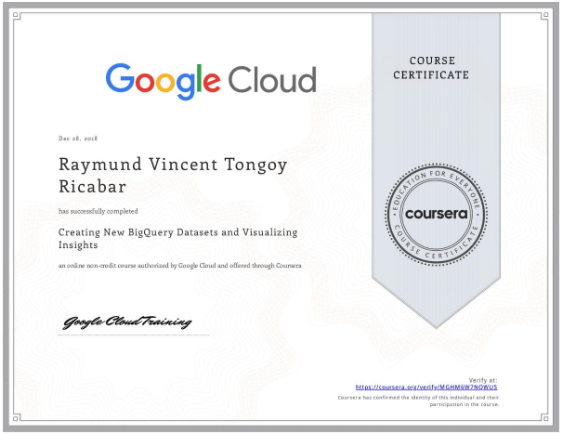 COURSE
CERTIFICATE
Google Cloud
Dec 18, 2018
Raymund Vincent Tongoy
Ricabar
has successfully completed
Creating New BigQuery Datasets and Visualizing
Insights
an online non-credit course authorized by Google Cloud and offered through Coursera
EDUCATION FOR EVERYONE
coursera
COURSE CERTIFICATE
Google Cloud Training
Verify at:
https://coursera.org/verify/MGHM6W7NQWUS
Coursera has confirmed the identity of this individual and their
participation in the course.